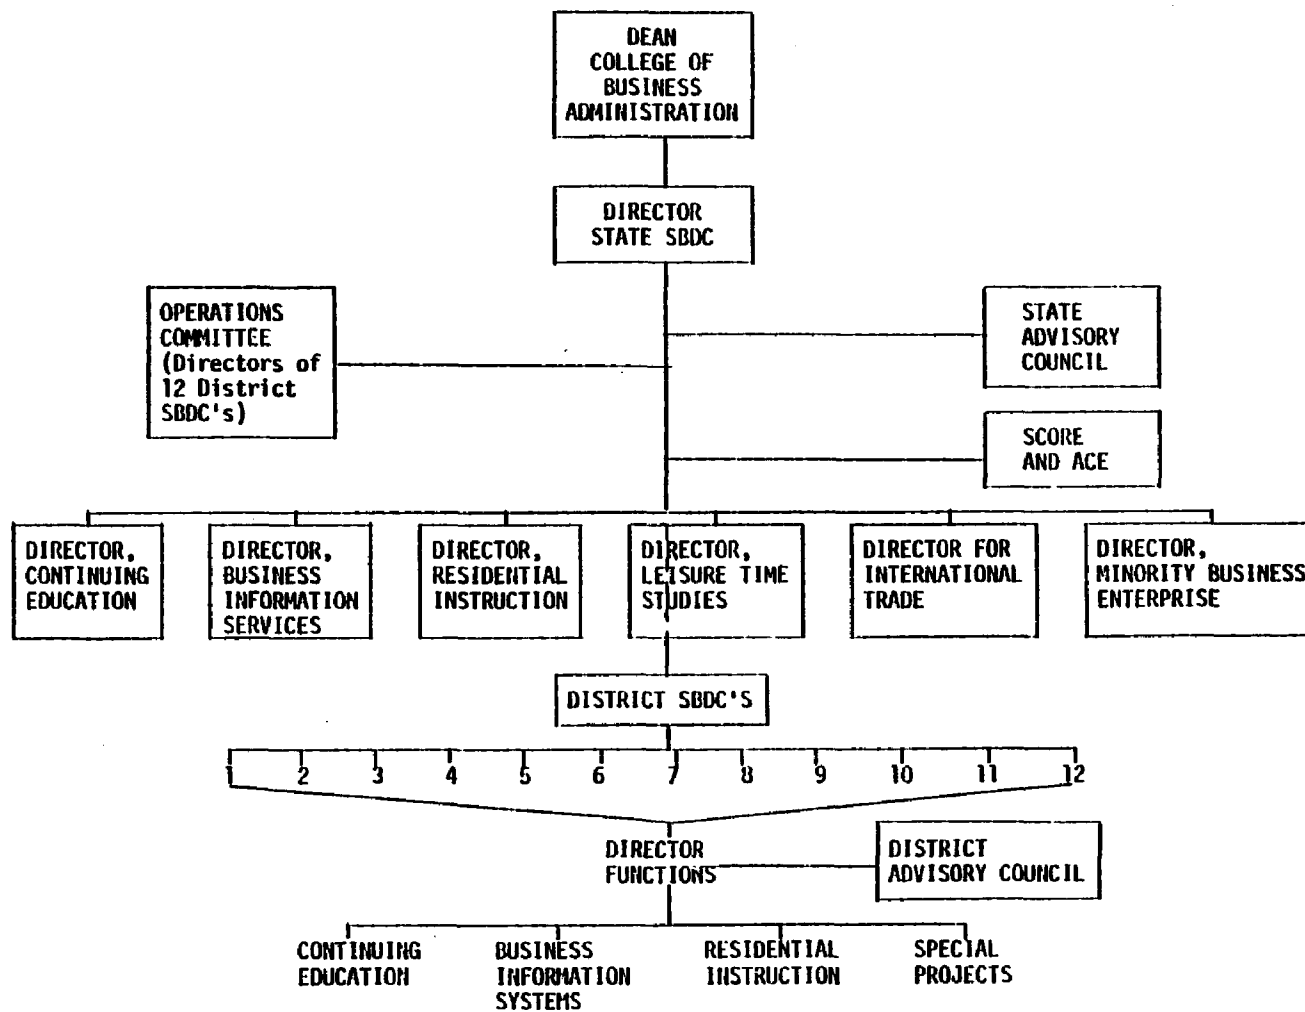 DEAN
COLLEGE OF
BUSINESS
ADMINISTRATION
DIRECTOR
STATE SBDC
OPERATIONS
COMMITTEE
(Directors of
12 District
SBDC's)
STATE
ADVISORY
COUNCIL
SCORE
AND ACE
DIRECTOR,
CONTINUING
EDUCATION
DIRECTOR,
BUSINESS
INFORMATION
SERVICES
DIRECTOR,
RESIDENTIAL
INSTRUCTION
DIRECTOR,
LEISURE TIME
STUDIES
DIRECTOR FOR
INTERNATIONAL
TRADE
DIRECTOR,
MINORITY BUSINESS
ENTERPRISE
DISTRICT SBDC'S
1 2 3 4 5 6 7 8 9 10 11 12
DIRECTOR
FUNCTIONS
DISTRICT
ADVISORY COUNCIL
CONTINUING
EDUCATION
BUSINESS
INFORMATION
SYSTEMS
RESIDENTIAL
INSTRUCTION
SPECIAL
PROJECTS